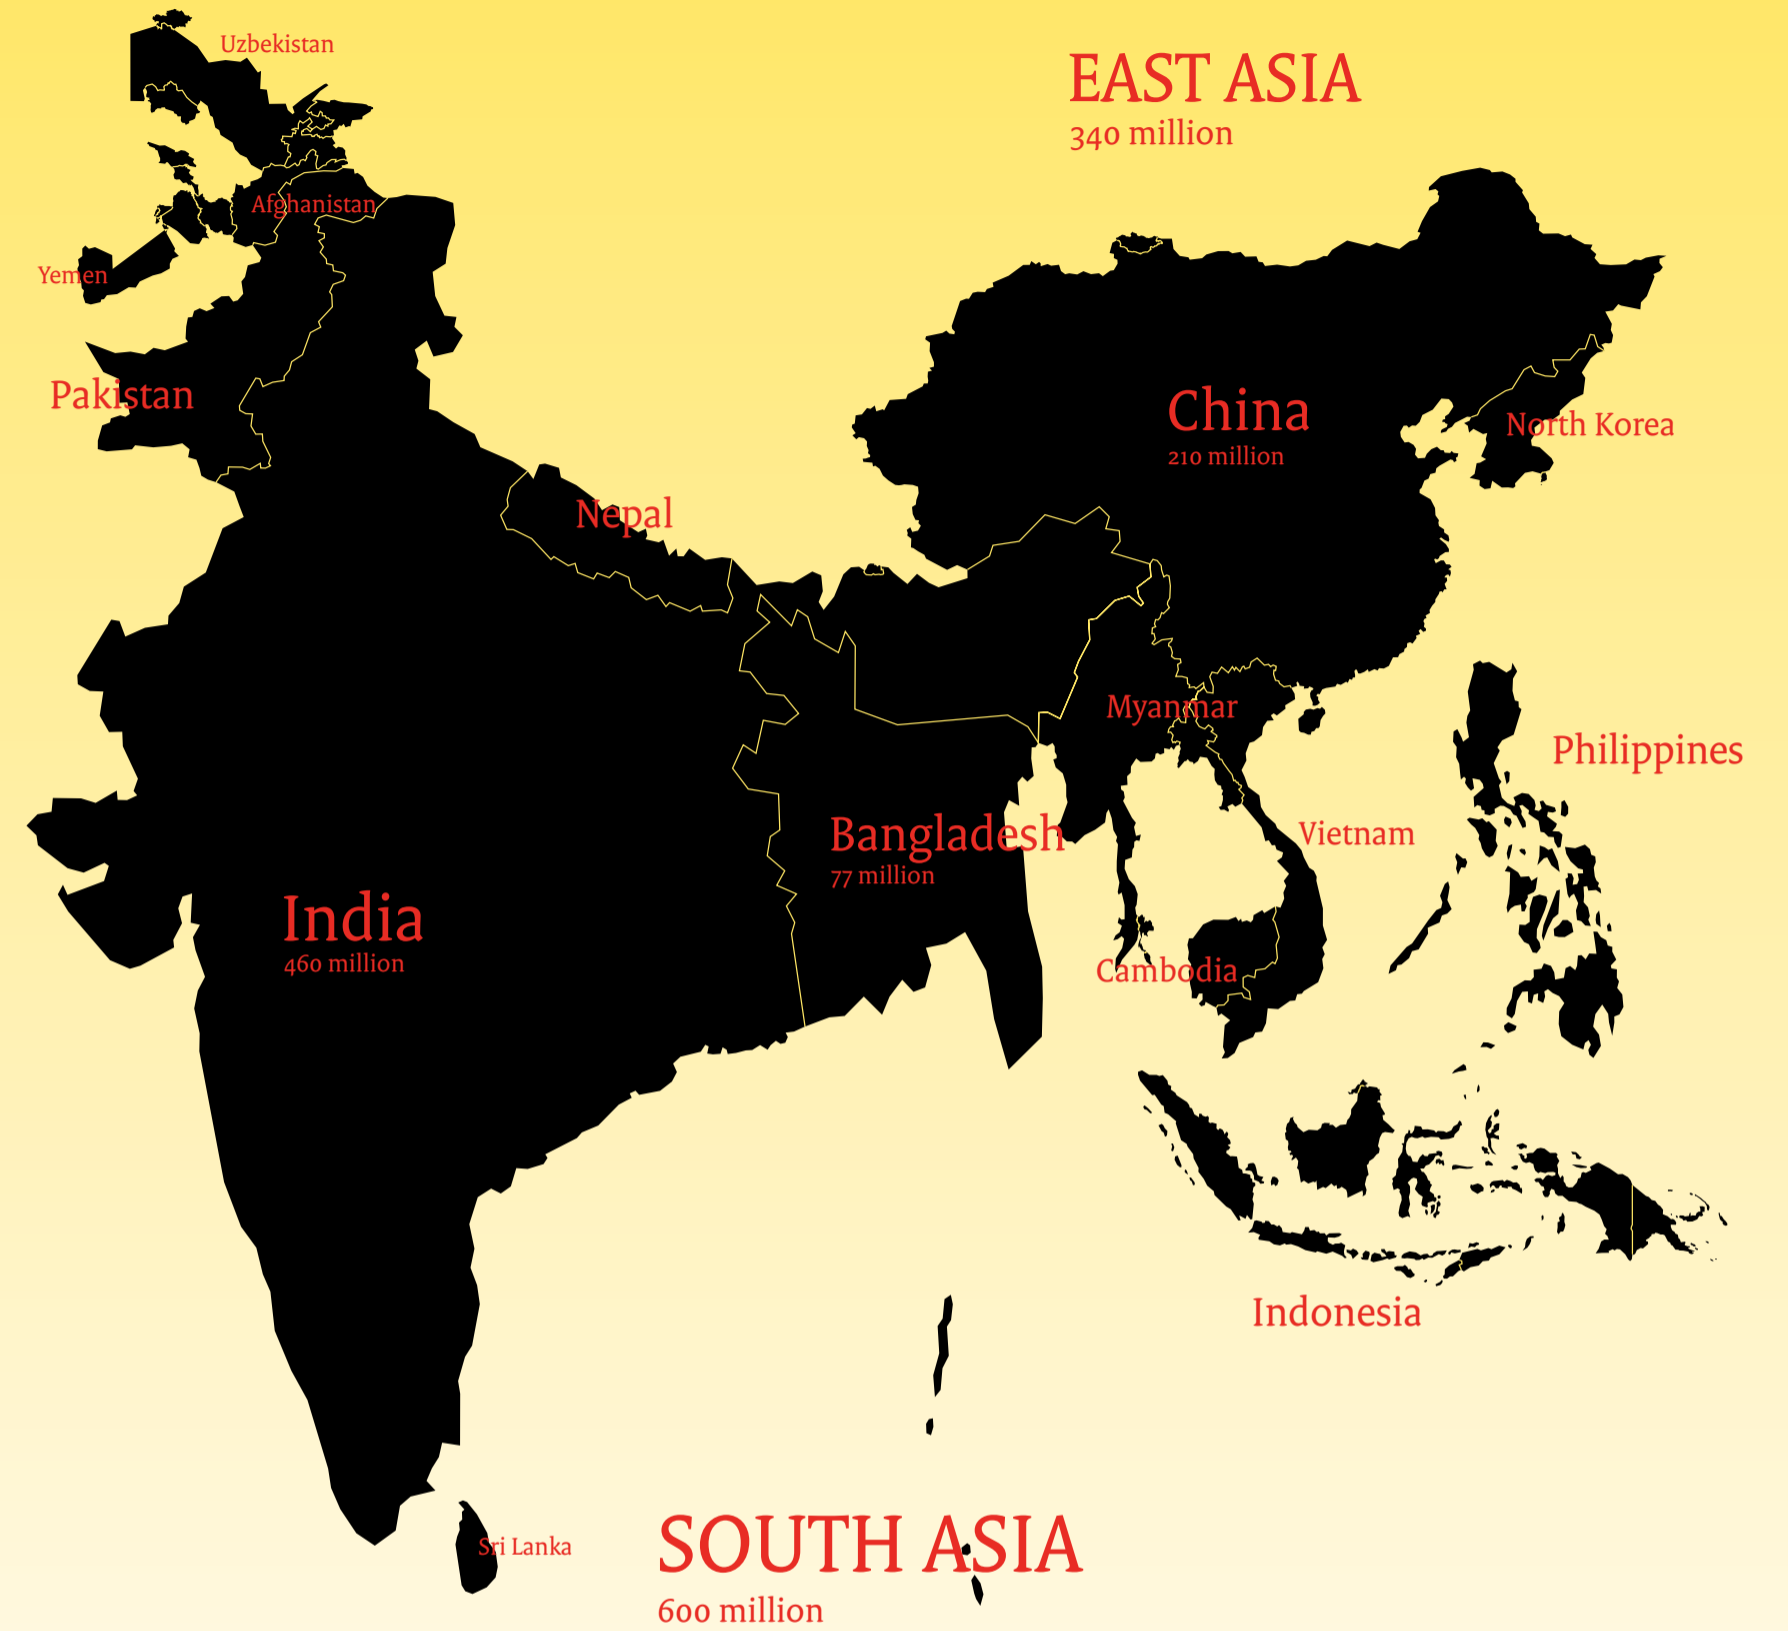 Uzbekistan
EAST ASIA
340 million
Afghanistan
Yemen
Pakistan
China
210 million
North Korea
Nepal
Myanmar
Philippines
Bangladesh
77 million
Vietnam
India
460 million
Cambodia
Indonesia
SOUTH ASIA
600 million
Sri Lanka